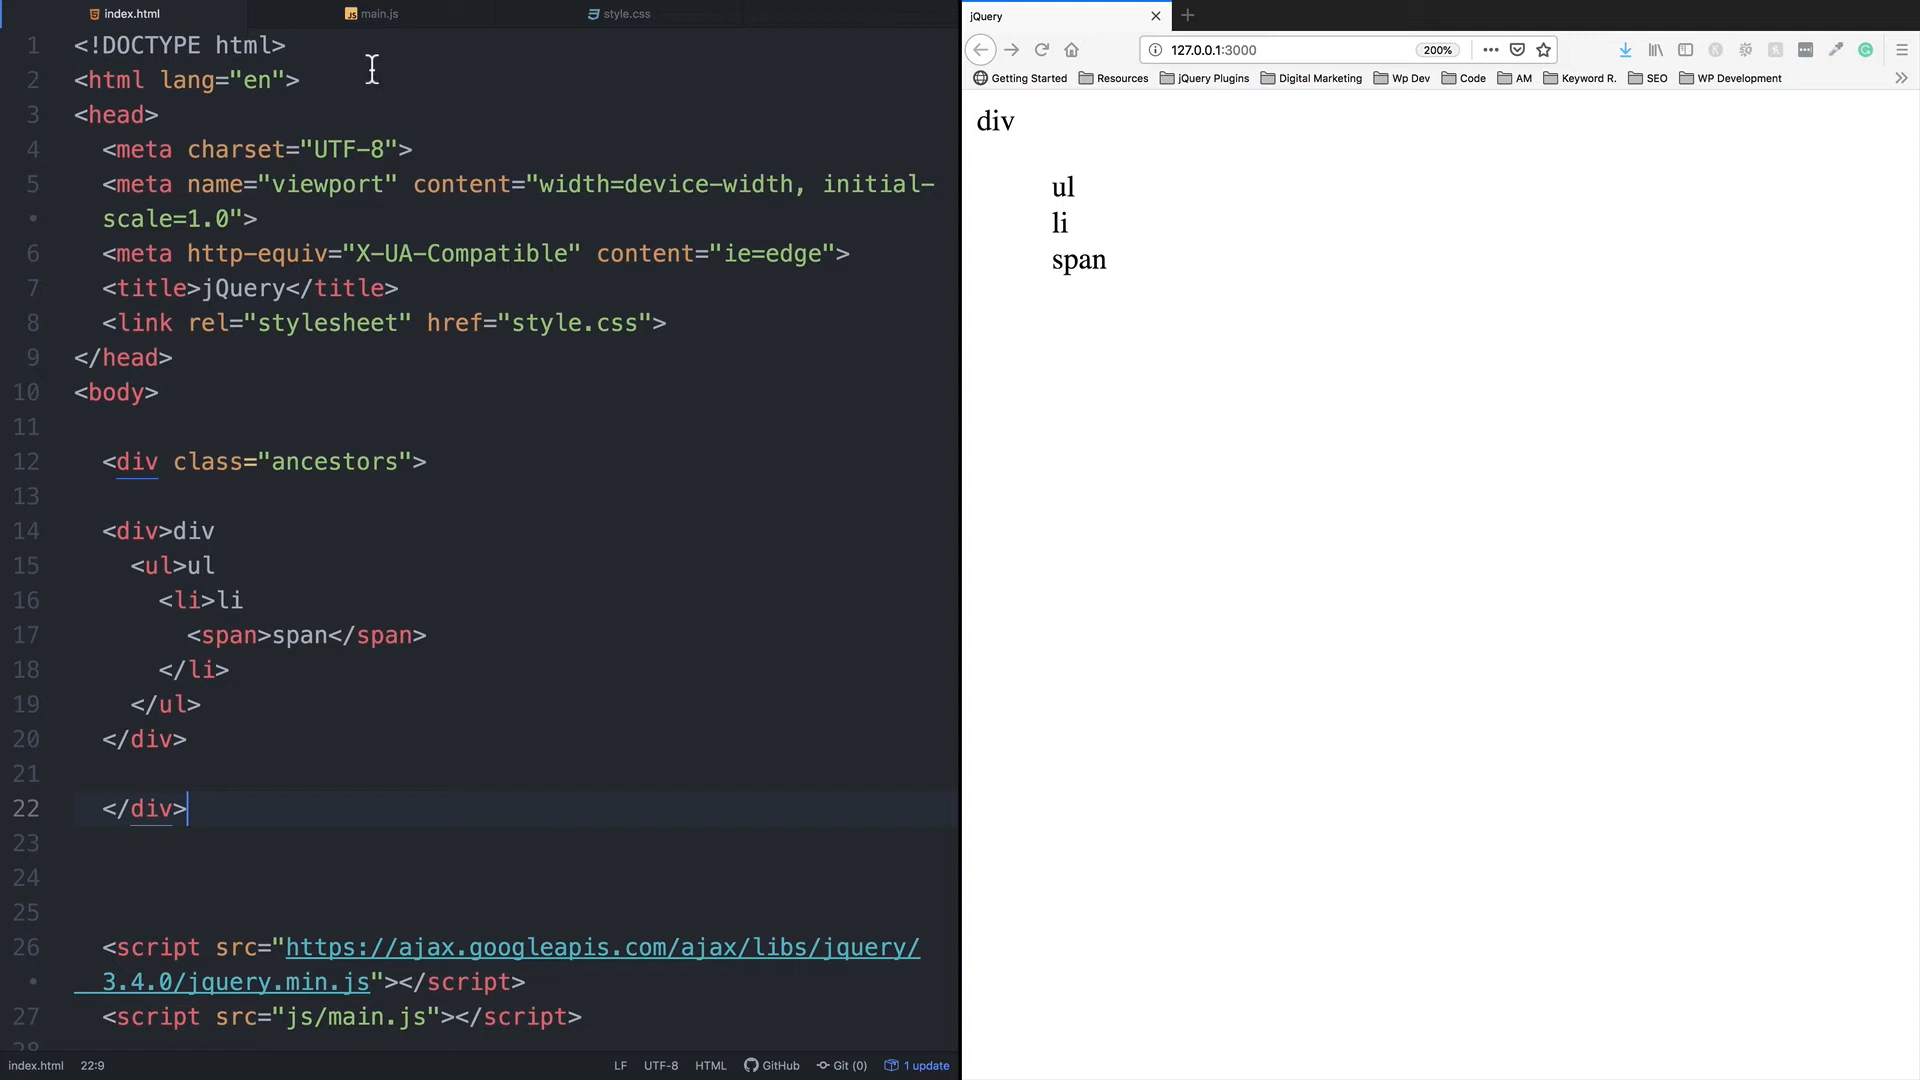 index.html
main.js
style.css
1 <!DOCTYPE html>
2 <html lang="en">
3 <head>
4 <meta charset="UTF-8">
5 <meta name="viewport" content="width=device-width, initial-
• scale=1.0">
6 <meta http-equiv="X-UA-Compatible" content="ie=edge">
7 <title>jQuery</title>
8 <link rel="stylesheet" href="style.css">
9 </head>
10 <body>
11
12 <div class="ancestors">
13
14 <div>div
15 <ul>ul
16 <li>li
17 <span>span</span>
18 </li>
19 </ul>
20 </div>
21
22 </div>
23
24
25
26 <script src="https://ajax.googleapis.com/ajax/libs/jquery/
• 3.4.0/jquery.min.js"></script>
27 <script src="js/main.js"></script>
28
index.html 22:9 LF UTF-8 HTML GitHub Git (0) 1 update
jQuery
127.0.0.1:3000 200%
Getting Started Resources jQuery Plugins Digital Marketing Wp Dev Code AM Keyword R. SEO WP Development
div
ul
li
span